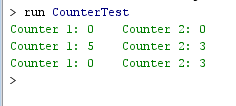 > run CounterTest
Counter 1: 0    Counter 2: 0
Counter 1: 5    Counter 2: 3
Counter 1: 0    Counter 2: 3
>